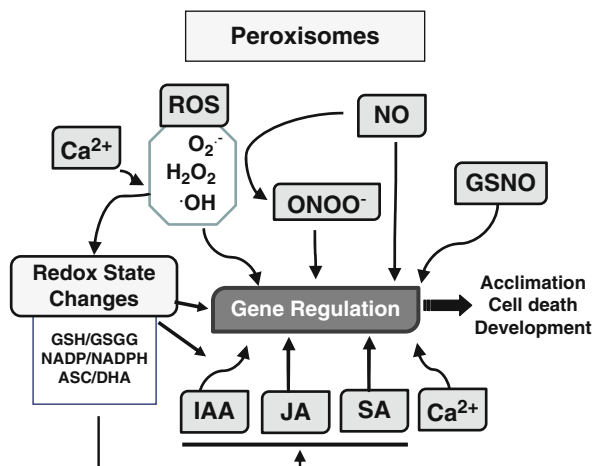 Peroxisomes
ROS
O₂·⁻
H₂O₂
·OH
Ca²⁺
NO
ONOO⁻
GSNO
Redox State
Changes
GSH/GSGG
NADP/NADPH
ASC/DHA
Gene Regulation
Acclimation
Cell death
Development
IAA
JA
SA
Ca²⁺